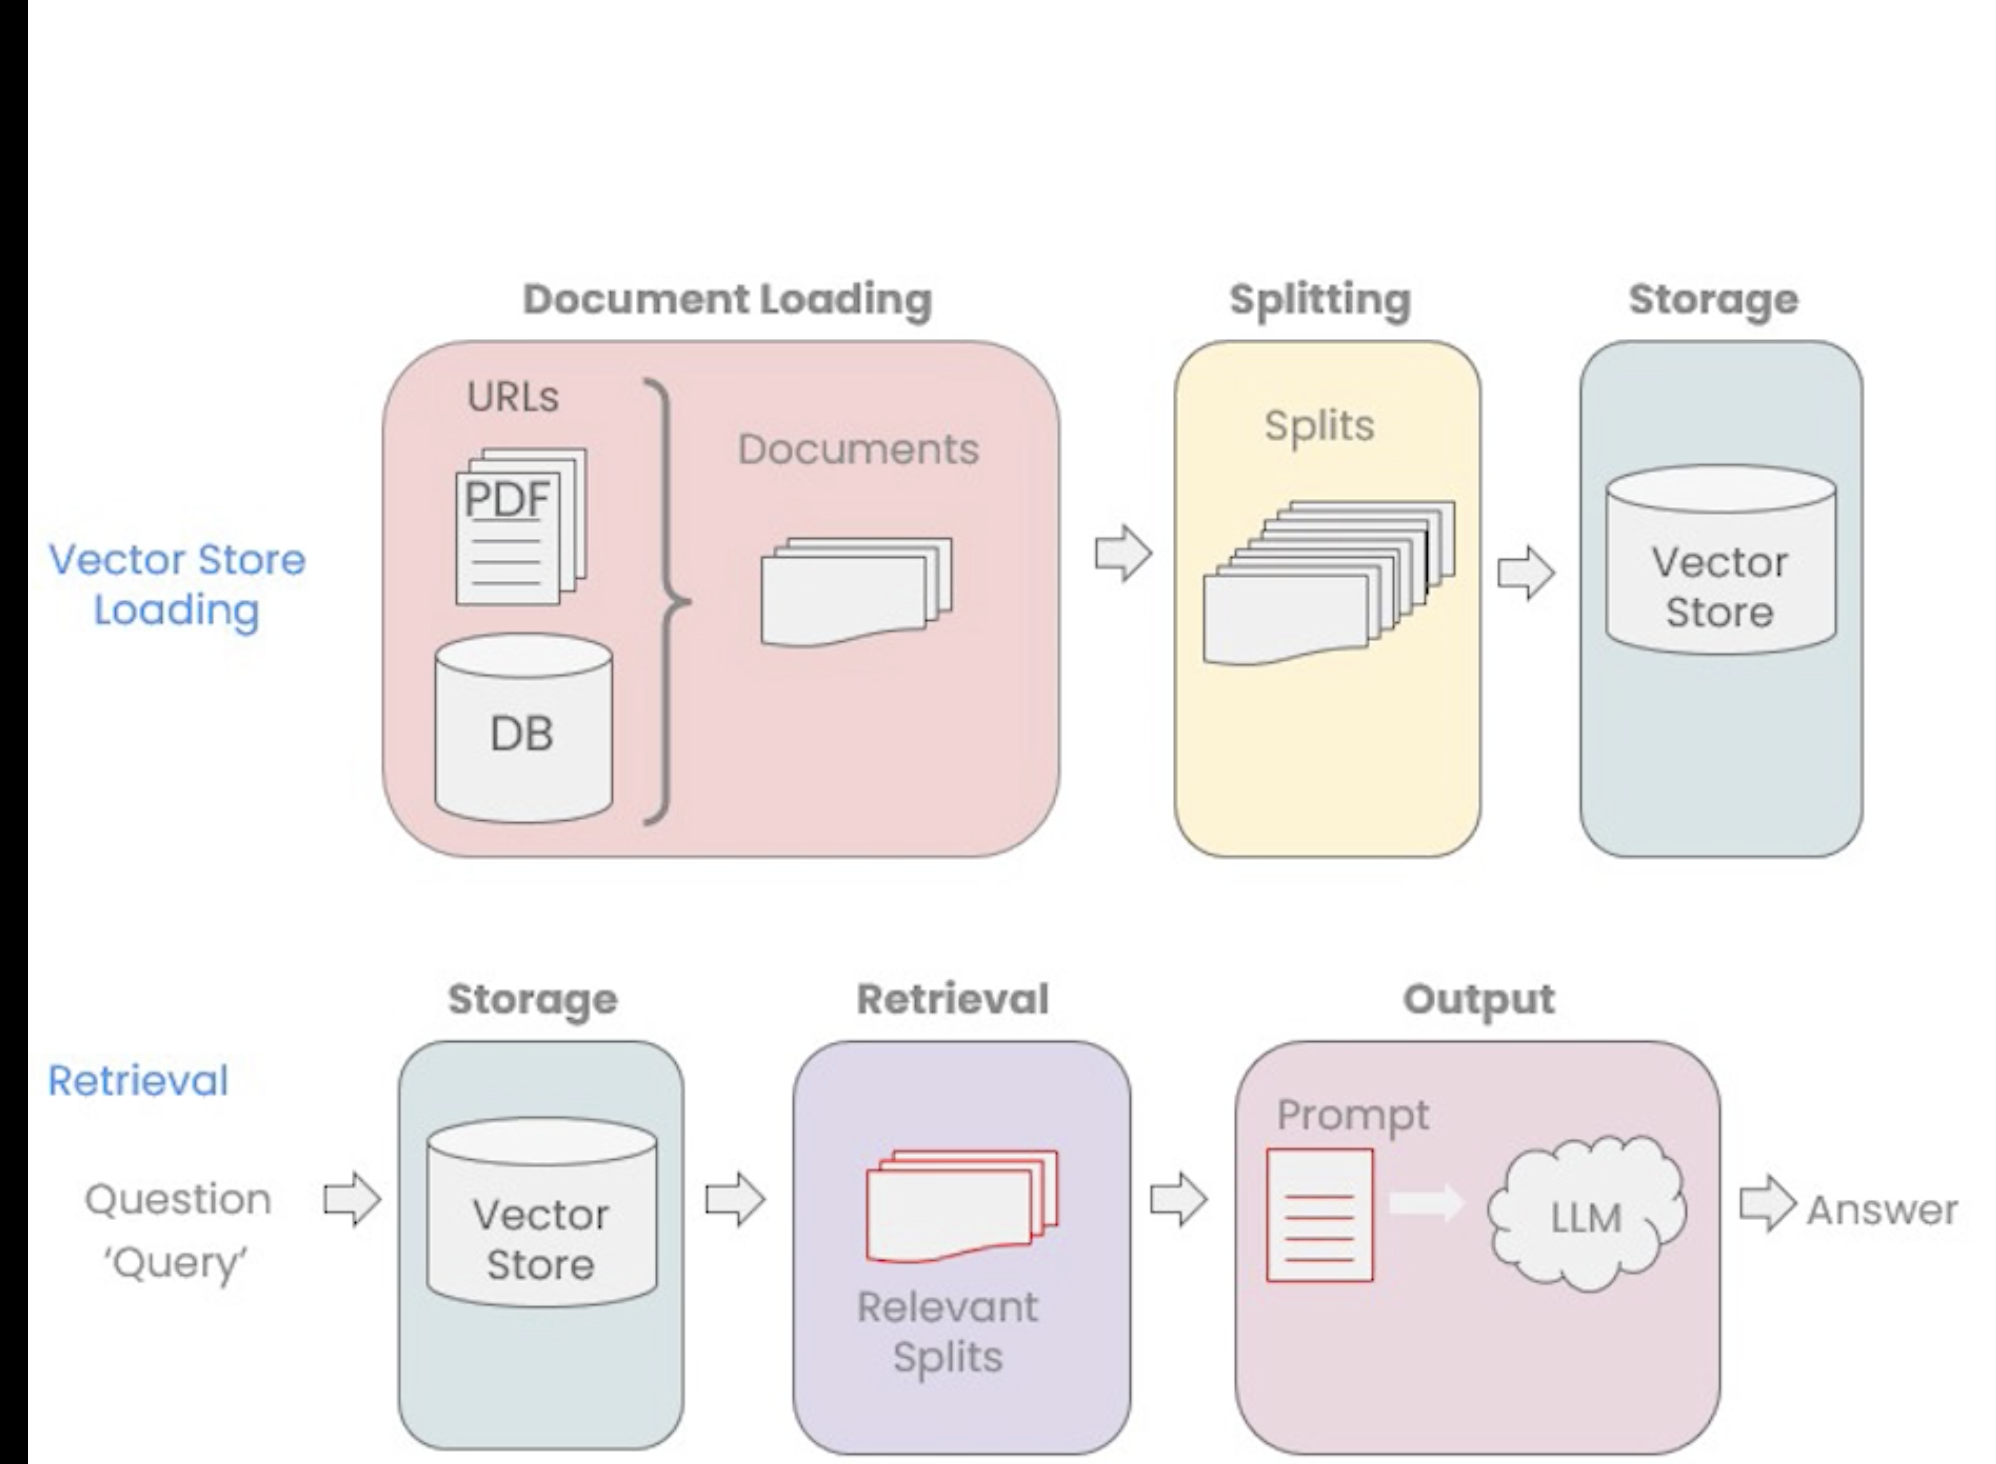 Document Loading
Splitting
Storage
URLs
PDF
DB
Documents
Splits
Vector
Store
Vector Store
Loading
Storage
Retrieval
Output
Retrieval
Question
'Query'
Vector
Store
Relevant
Splits
Prompt
LLM
Answer